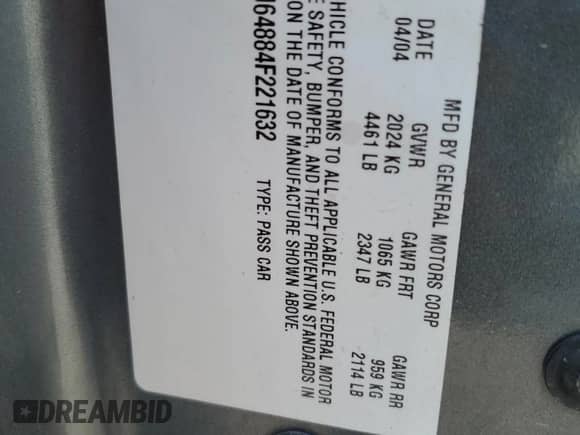 MFD BY GENERAL MOTORS CORP
DATE GVWR GAWR FRT GAWR RR
04/04 2024 KG 1065 KG 959 KG
4461 LB 2347 LB 2114 LB
HICLE CONFORMS TO ALL APPLICABLE U.S. FEDERAL MOTOR
E SAFETY, BUMPER, AND THEFT PREVENTION STANDARDS IN
ON THE DATE OF MANUFACTURE SHOWN ABOVE.
64884F221632 TYPE: PASS CAR
DREAMBID